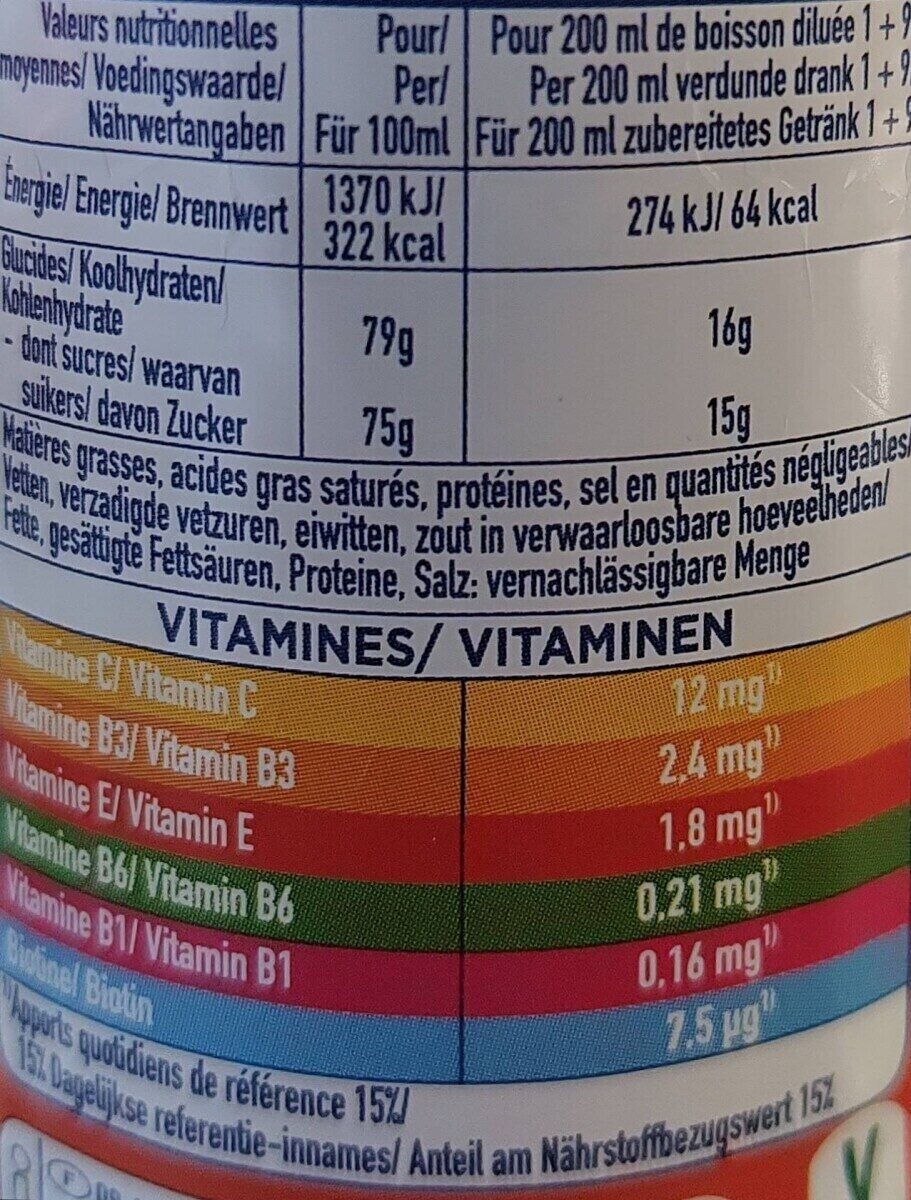 Valeurs nutritionnelles
moyennes/ Voedingswaarde/
Nährwertangaben
Pour/
Per/
Für 100ml
Pour 200 ml de boisson diluée 1 + 9
Per 200 ml verdunde drank 1 + 9
Für 200 ml zubereitetes Getränk 1 + 9
Énergie/ Energie/ Brennwert
1370 kJ/
322 kcal
274 kJ/ 64 kcal
Glucides/ Koolhydraten/
Kohlenhydrate
79g
16g
- dont sucres/ waarvan
suikers/ davon Zucker
75g
15g
Matières grasses, acides gras saturés, protéines, sel en quantités négligeables/
Vetten, verzadigde vetzuren, eiwitten, zout in verwaarloosbare hoeveelheden/
Fette, gesättigte Fettsäuren, Proteine, Salz: vernachlässigbare Menge
VITAMINES/ VITAMINEN
Vitamine C/ Vitamin C 12 mg¹⁾
Vitamine B3/ Vitamin B3 2,4 mg¹⁾
Vitamine E/ Vitamin E 1,8 mg¹⁾
Vitamine B6/ Vitamin B6 0,21 mg¹⁾
Vitamine B1/ Vitamin B1 0,16 mg¹⁾
Biotine/ Biotin 7,5 µg¹⁾
¹⁾Apports quotidiens de référence 15%/
15% Dagelijkse referentie-innames/ Anteil am Nährstoffbezugswert 15%
F